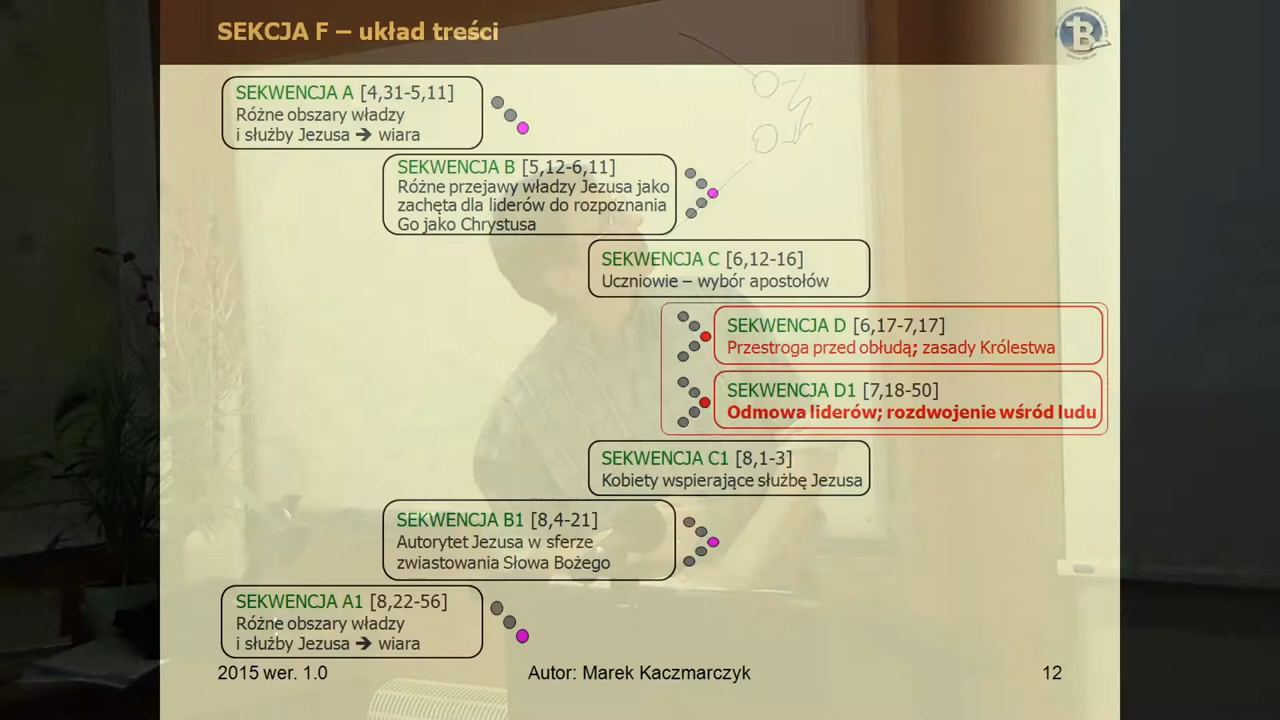 SEKCJA F – układ treści
SEKWENCJA A [4,31-5,11]
Różne obszary władzy
i służby Jezusa ➔ wiara
SEKWENCJA B [5,12-6,11]
Różne przejawy władzy Jezusa jako
zachęta dla liderów do rozpoznania
Go jako Chrystusa
SEKWENCJA C [6,12-16]
Uczniowie – wybór apostołów
SEKWENCJA D [6,17-7,17]
Przestroga przed obłudą; zasady Królestwa
SEKWENCJA D1 [7,18-50]
Odmowa liderów; rozdwojenie wśród ludu
SEKWENCJA C1 [8,1-3]
Kobiety wspierające służbę Jezusa
SEKWENCJA B1 [8,4-21]
Autorytet Jezusa w sferze
zwiastowania Słowa Bożego
SEKWENCJA A1 [8,22-56]
Różne obszary władzy
i służby Jezusa ➔ wiara
2015 wer. 1.0
Autor: Marek Kaczmarczyk
12